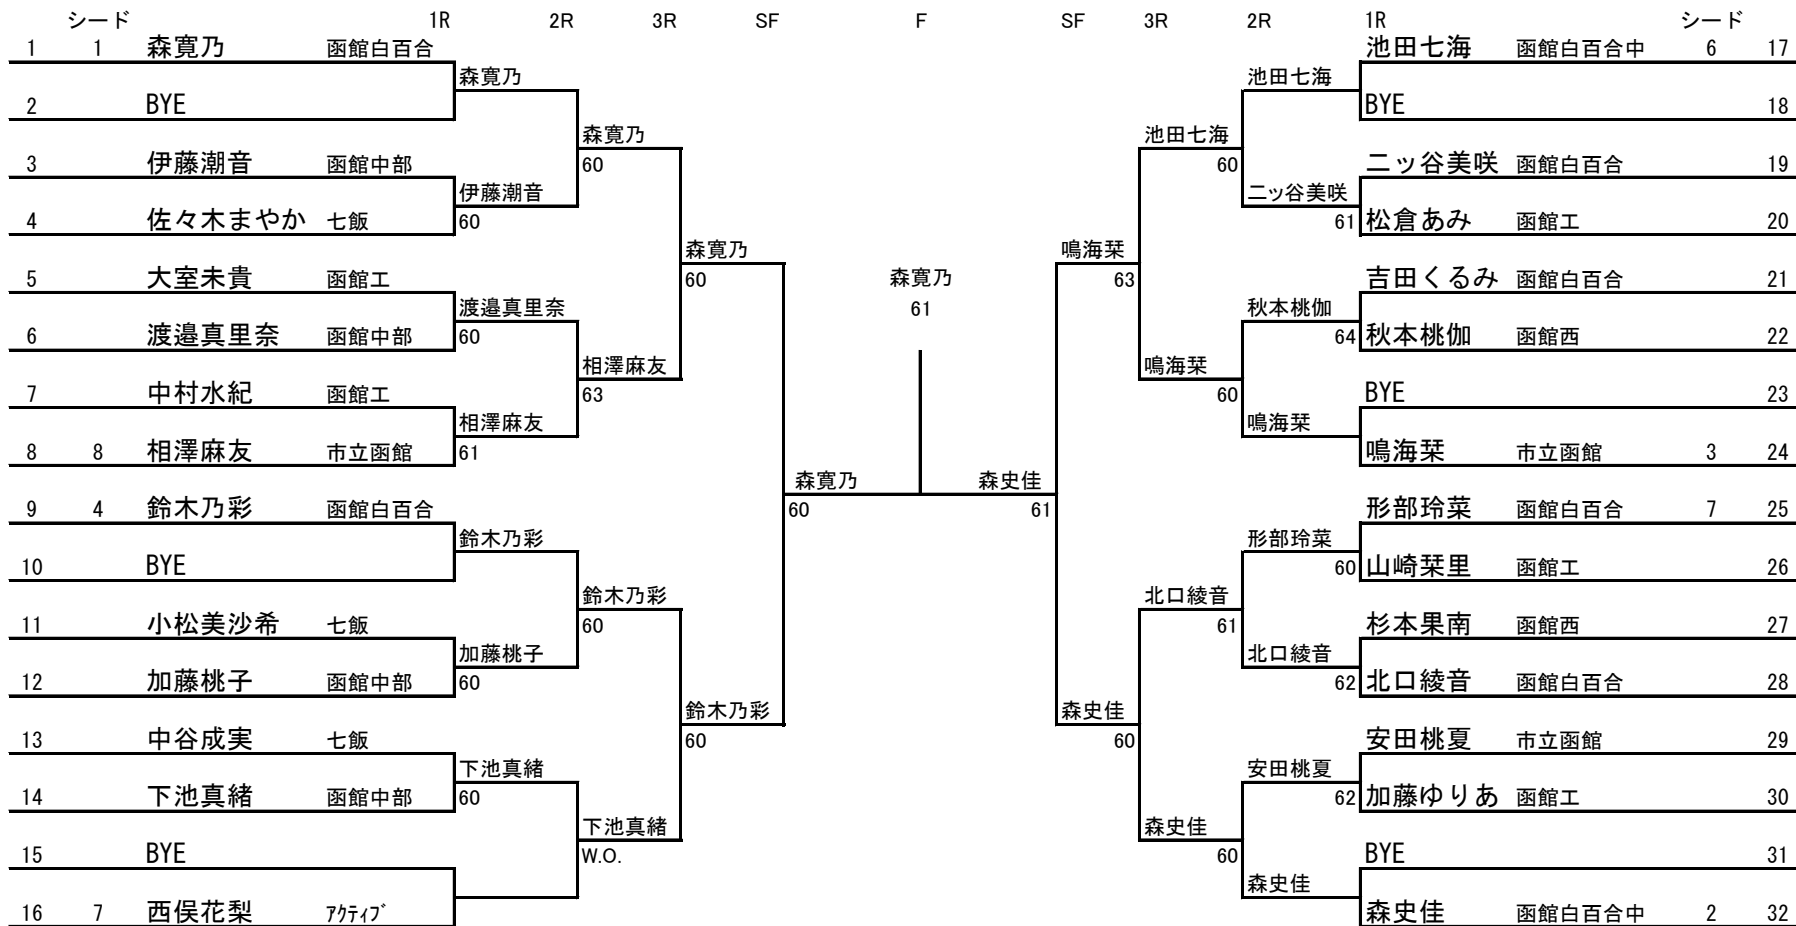 シード 1R 2R 3R SF F SF 3R 2R 1R シード
1 1 森寛乃 函館白百合 池田七海 函館白百合中 6 17
森寛乃 池田七海
2 BYE BYE 18
森寛乃 池田七海
3 伊藤潮音 函館中部 60 60 二ッ谷美咲 函館白百合 19
伊藤潮音 二ッ谷美咲
4 佐々木まやか 七飯 60 61 松倉あみ 函館工 20
森寛乃 鳴海栞
5 大室未貴 函館工 60 森寛乃 63 吉田くるみ 函館白百合 21
渡邉真里奈 61 秋本桃伽
6 渡邉真里奈 函館中部 60 64 秋本桃伽 函館西 22
相澤麻友 鳴海栞
7 中村水紀 函館工 63 60 BYE 23
相澤麻友 鳴海栞
8 8 相澤麻友 市立函館 61 鳴海栞 市立函館 3 24
森寛乃 森史佳
9 4 鈴木乃彩 函館白百合 60 61 形部玲菜 函館白百合 7 25
鈴木乃彩 形部玲菜
10 BYE 60 山崎栞里 函館工 26
鈴木乃彩 北口綾音
11 小松美沙希 七飯 60 61 杉本果南 函館西 27
加藤桃子 北口綾音
12 加藤桃子 函館中部 60 62 北口綾音 函館白百合 28
鈴木乃彩 森史佳
13 中谷成実 七飯 60 60 安田桃夏 市立函館 29
下池真緒 安田桃夏
14 下池真緒 函館中部 60 62 加藤ゆりあ 函館工 30
下池真緒 森史佳
15 BYE W.O. 60 BYE 31
森史佳
16 7 西俣花梨 ｱｸﾃｨﾌﾞ 森史佳 函館白百合中 2 32